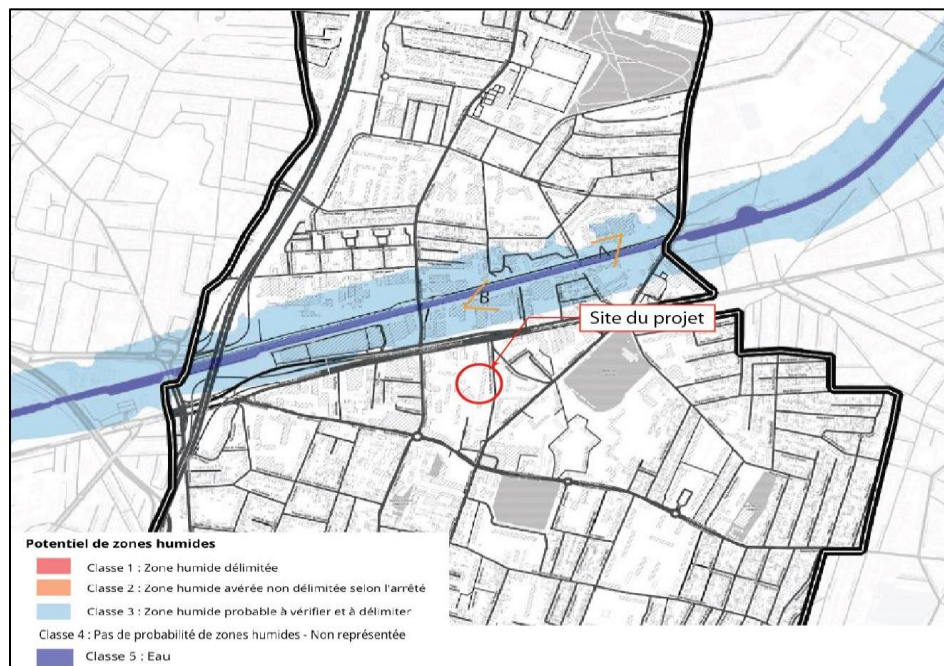 A
B
Site du projet
Potentiel de zones humides
Classe 1 : Zone humide délimitée
Classe 2 : Zone humide avérée non délimitée selon l'arrêté
Classe 3 : Zone humide probable à vérifier et à délimiter
Classe 4 : Pas de probabilité de zones humides - Non représentée
Classe 5 : Eau